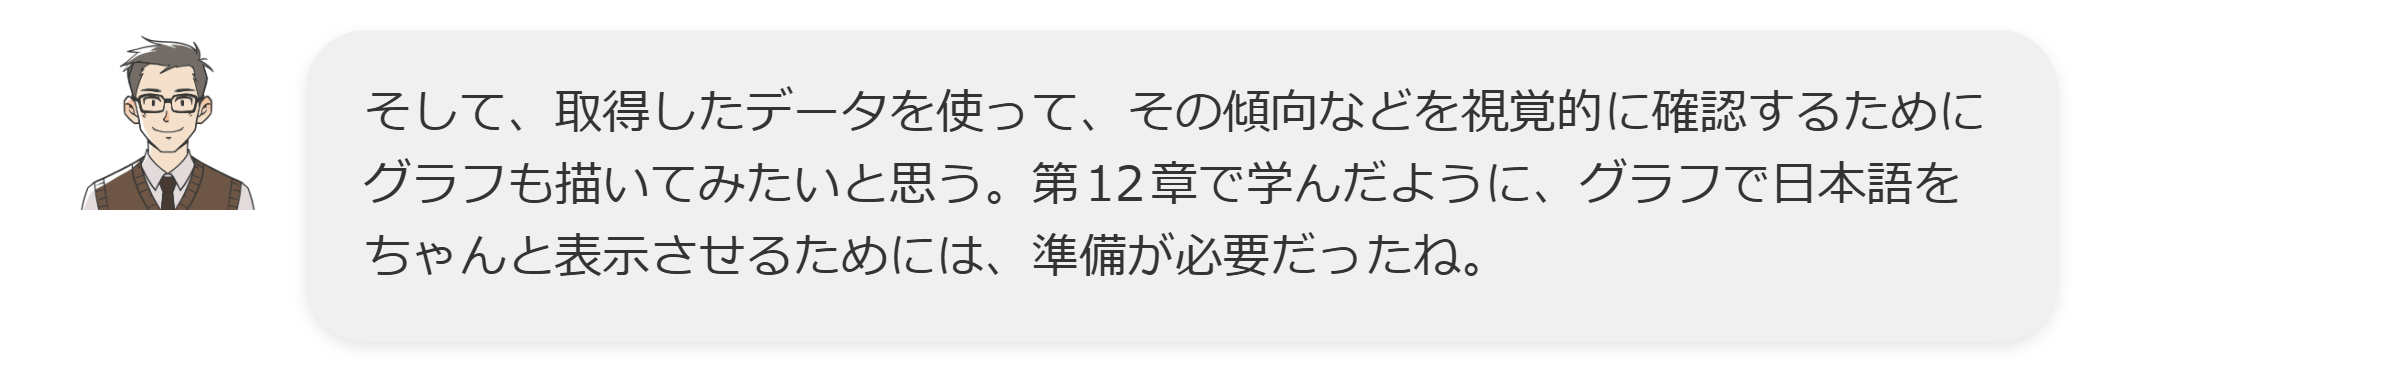 そして、取得したデータを使って、その傾向などを視覚的に確認するために
グラフも描いてみたいと思う。第12章で学んだように、グラフで日本語を
ちゃんと表示させるためには、準備が必要だったね。